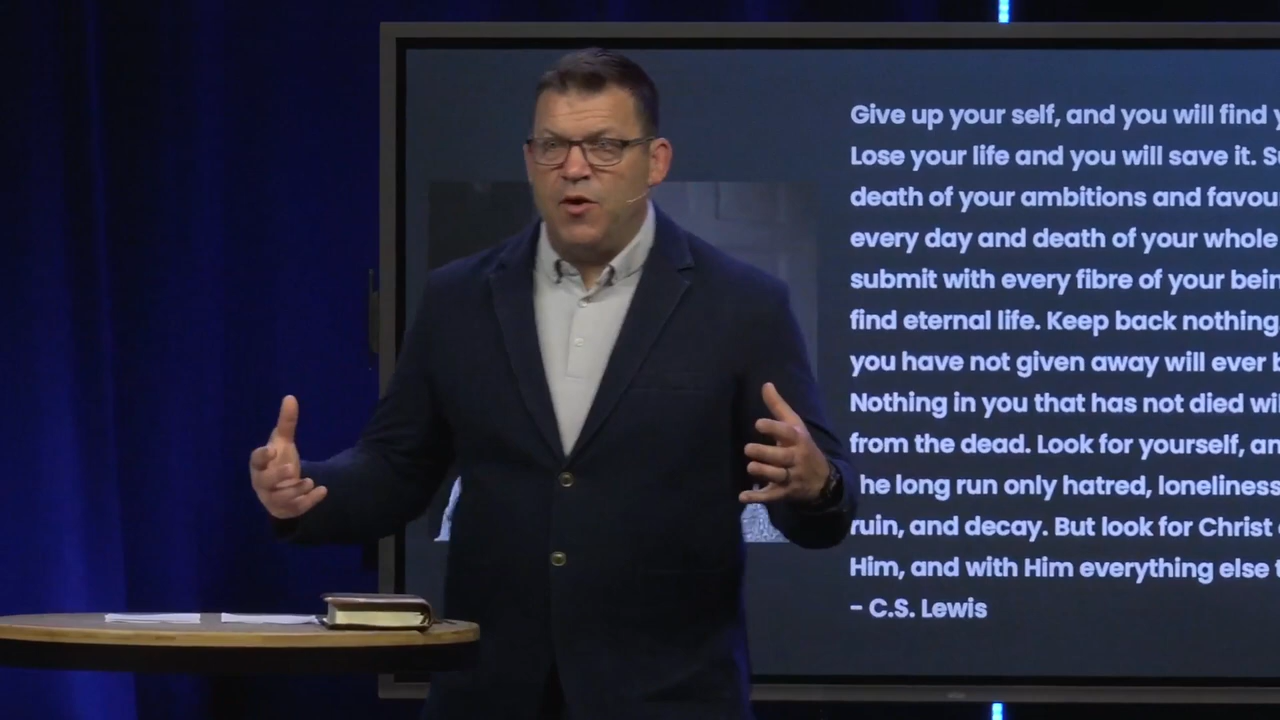 Give up your self, and you will find
Lose your life and you will save it.
death of your ambitions and
every day and death of your whole
submit with every fibre of your
find eternal life. Keep back nothing
you have not given away will ever
Nothing in you that has not died
from the dead. Look for yourself,
he long run only hatred, loneliness
ruin, and decay. But look for Christ
Him, and with Him everything else
- C.S. Lewis